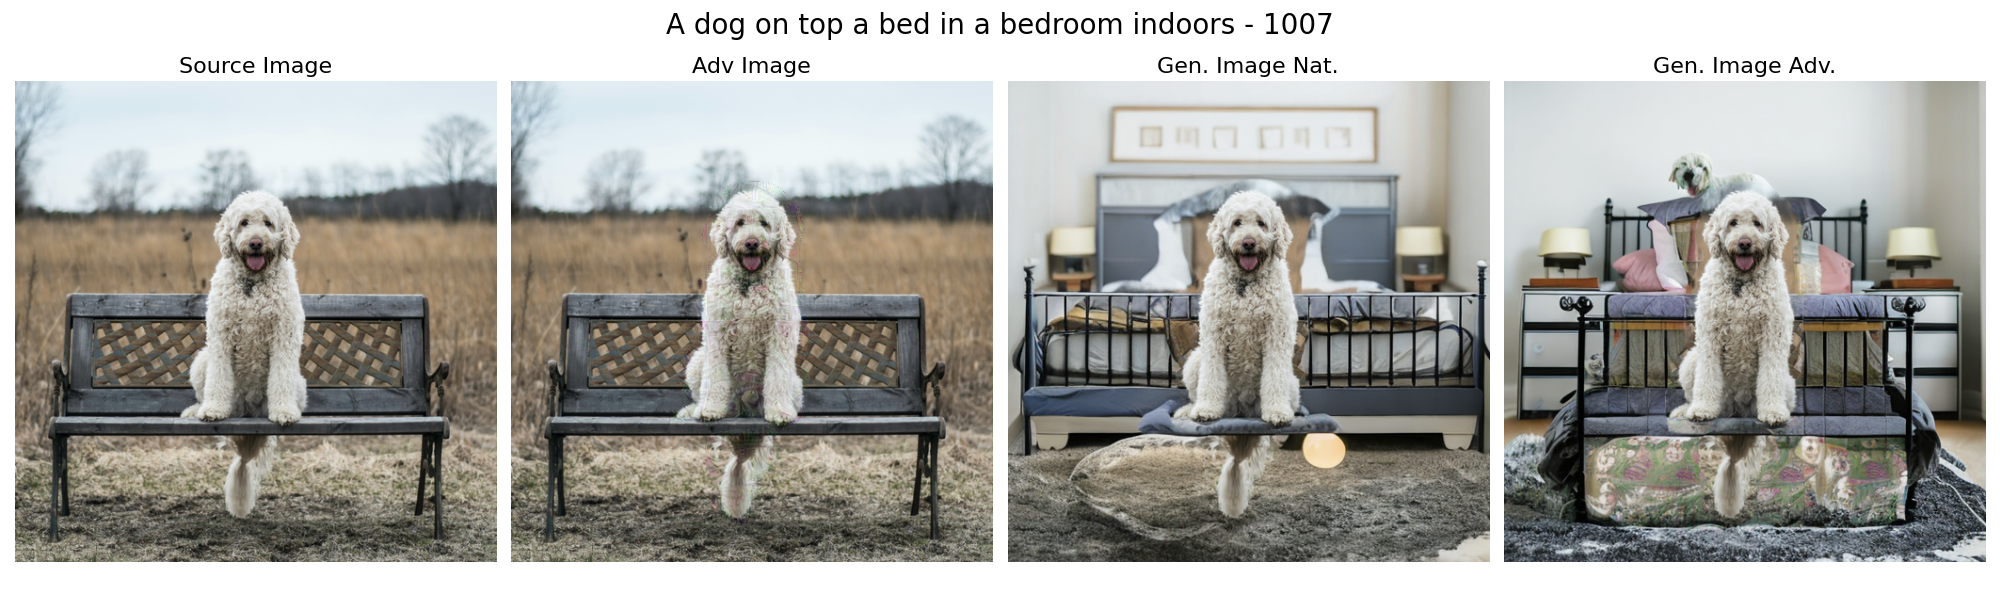 A dog on top a bed in a bedroom indoors - 1007
Source Image
Adv Image
Gen. Image Nat.
Gen. Image Adv.